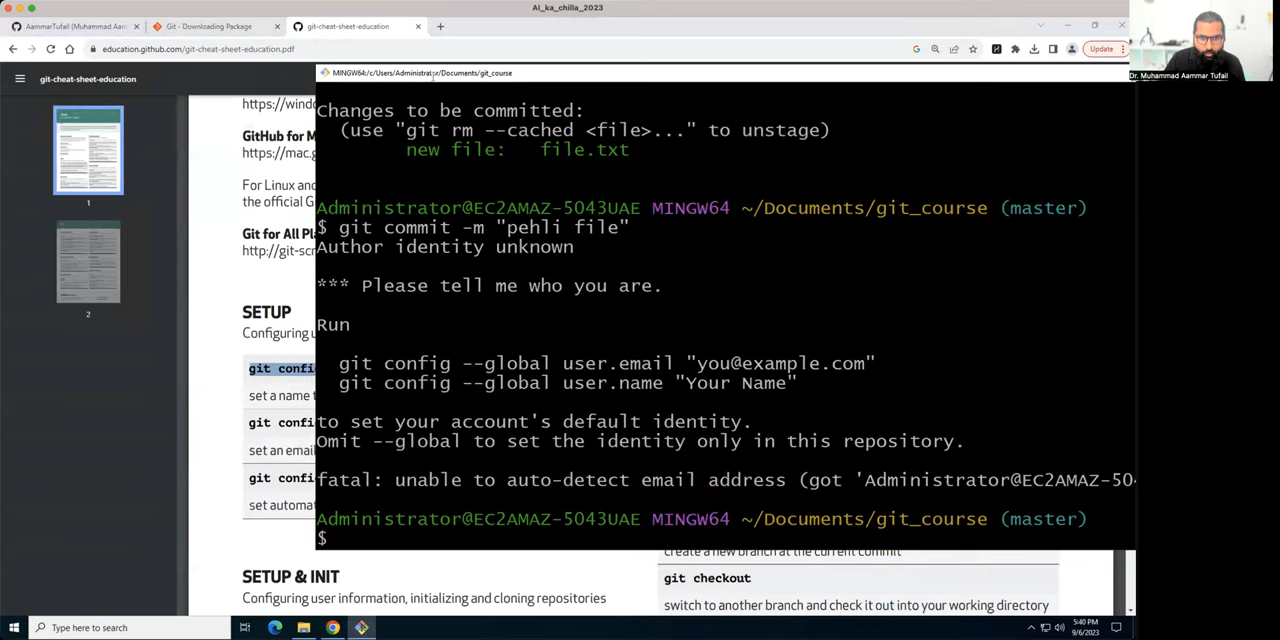 AI_ka_chilla_2023
AammarTufail (Muhammad Aam
Git - Downloading Package
git-cheat-sheet-education
education.github.com/git-cheat-sheet-education.pdf
Update
Dr. Muhammad Aammar Tufail
git-cheat-sheet-education
MINGW64:/c/Users/Administrator/Documents/git_course
1
2
https://windo
GitHub for M
https://mac.g
For Linux and
the official G
Git for All Pl
http://git-scr
SETUP
Configuring u
git confi
set a name t
git confi
set an email
git confi
set automa
SETUP & INIT
Configuring user information, initializing and cloning repositories
Changes to be committed:
(use "git rm --cached <file>..." to unstage)
new file: file.txt
Administrator@EC2AMAZ-5043UAE MINGW64 ~/Documents/git_course (master)
$ git commit -m "pehli file"
Author identity unknown
*** Please tell me who you are.
Run
git config --global user.email "you@example.com"
git config --global user.name "Your Name"
to set your account's default identity.
Omit --global to set the identity only in this repository.
fatal: unable to auto-detect email address (got 'Administrator@EC2AMAZ-50
Administrator@EC2AMAZ-5043UAE MINGW64 ~/Documents/git_course (master)
$
create a new branch at the current commit
git checkout
switch to another branch and check it out into your working directory
Type here to search
5:40 PM
9/6/2023